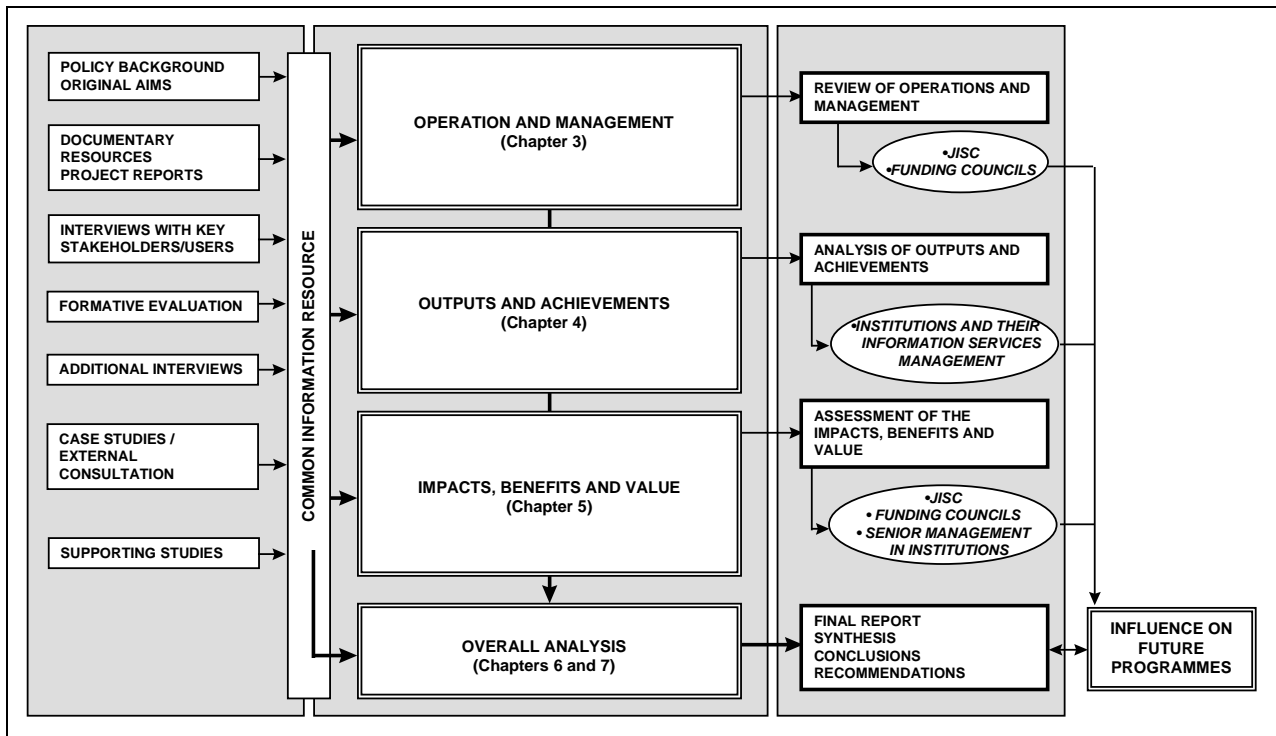 POLICY BACKGROUND
ORIGINAL AIMS
DOCUMENTARY
RESOURCES
PROJECT REPORTS
INTERVIEWS WITH KEY
STAKEHOLDERS/USERS
FORMATIVE EVALUATION
ADDITIONAL INTERVIEWS
CASE STUDIES /
EXTERNAL
CONSULTATION
SUPPORTING STUDIES
COMMON INFORMATION RESOURCE
OPERATION AND MANAGEMENT
(Chapter 3)
OUTPUTS AND ACHIEVEMENTS
(Chapter 4)
IMPACTS, BENEFITS AND VALUE
(Chapter 5)
OVERALL ANALYSIS
(Chapters 6 and 7)
REVIEW OF OPERATIONS AND
MANAGEMENT
•JISC
•FUNDING COUNCILS
ANALYSIS OF OUTPUTS AND
ACHIEVEMENTS
•INSTITUTIONS AND THEIR
INFORMATION SERVICES
MANAGEMENT
ASSESSMENT OF THE
IMPACTS, BENEFITS AND
VALUE
•JISC
• FUNDING COUNCILS
• SENIOR MANAGEMENT
IN INSTITUTIONS
FINAL REPORT
SYNTHESIS
CONCLUSIONS
RECOMMENDATIONS
INFLUENCE ON
FUTURE
PROGRAMMES